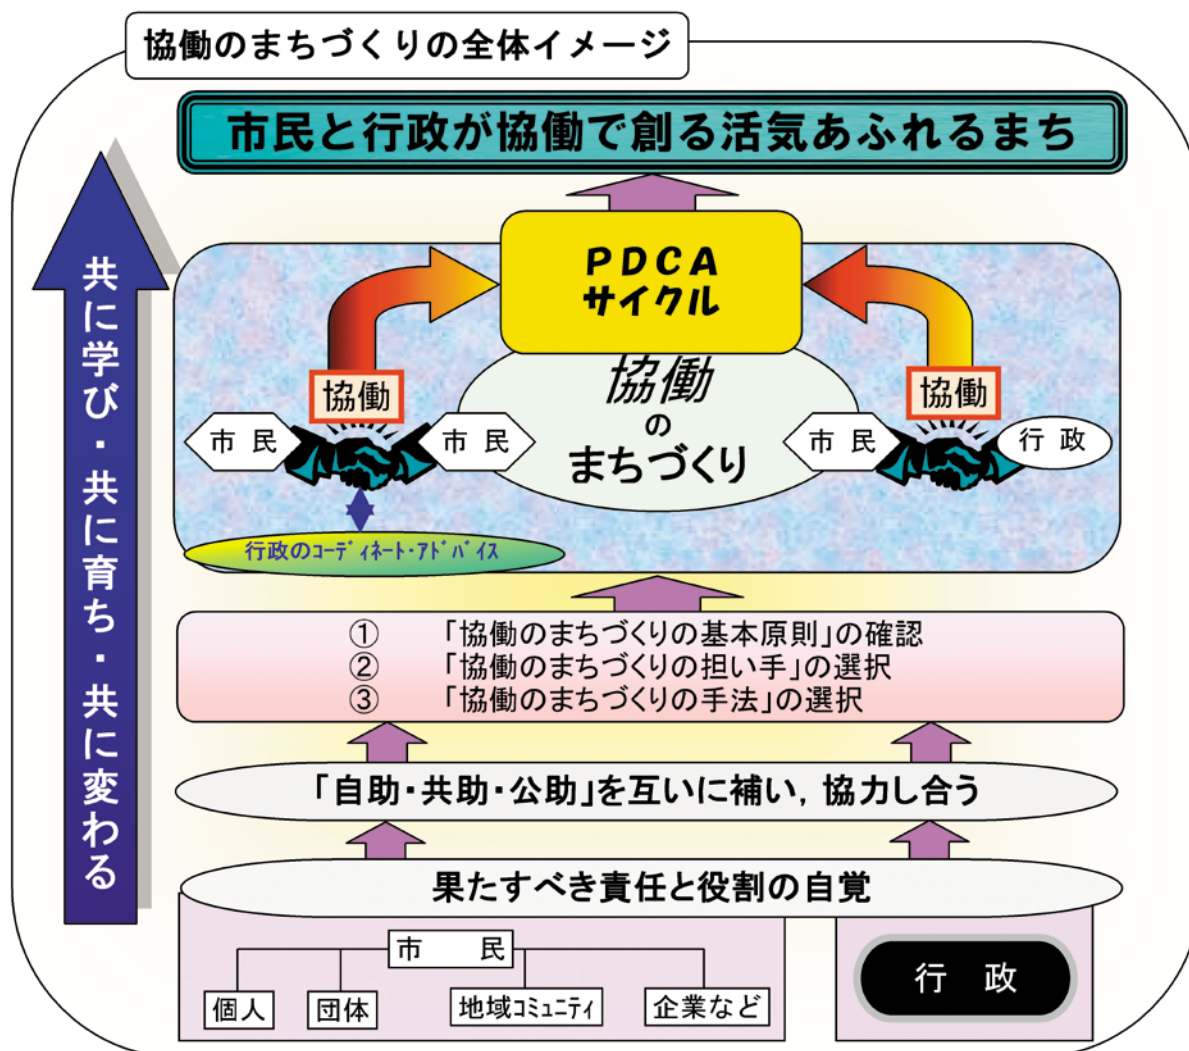 協働のまちづくりの全体イメージ
市民と行政が協働で創る活気あふれるまち
共に学び・共に育ち・共に変わる
PDCA
サイクル
協働
の
まちづくり
協働
市 民
市 民
協働
市 民
行 政
行政のｺｰﾃﾞｨﾈｰﾄ・ｱﾄﾞﾊﾞｲｽ
① 「協働のまちづくりの基本原則」の確認
② 「協働のまちづくりの担い手」の選択
③ 「協働のまちづくりの手法」の選択
「自助・共助・公助」を互いに補い，協力し合う
果たすべき責任と役割の自覚
市 民
個人
団体
地域ｺﾐｭﾆﾃｨ
企業など
行 政